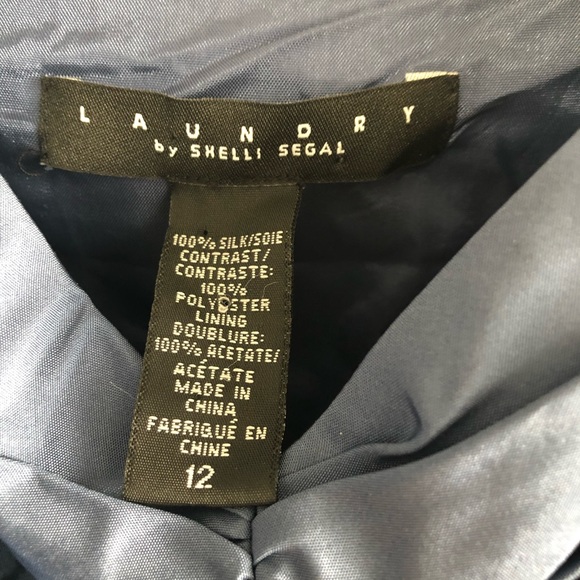 LAUNDRY
by SHELLI SEGAL
100% SILK/SOIE
CONTRAST/
CONTRASTE:
100%
POLYESTER
LINING
DOUBLURE:
100% ACETATE/
ACÉTATE
MADE IN
CHINA
FABRIQUÉ EN
CHINE
12